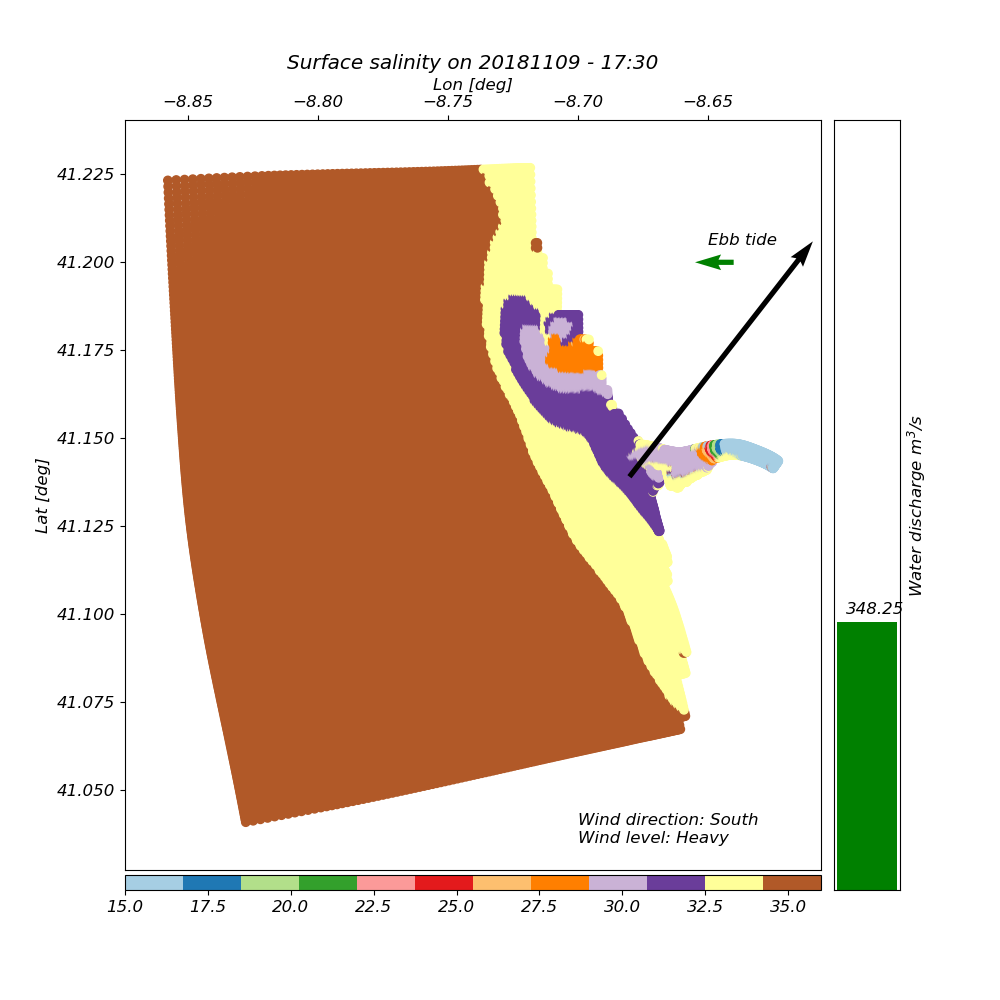 Surface salinity on 20181109 - 17:30
Lon [deg]
−8.85 −8.80 −8.75 −8.70 −8.65
41.225
41.200
41.175
41.150
41.125
41.100
41.075
41.050
Lat [deg]
Ebb tide
Water discharge m³/s
348.25
Wind direction: South
Wind level: Heavy
15.0 17.5 20.0 22.5 25.0 27.5 30.0 32.5 35.0